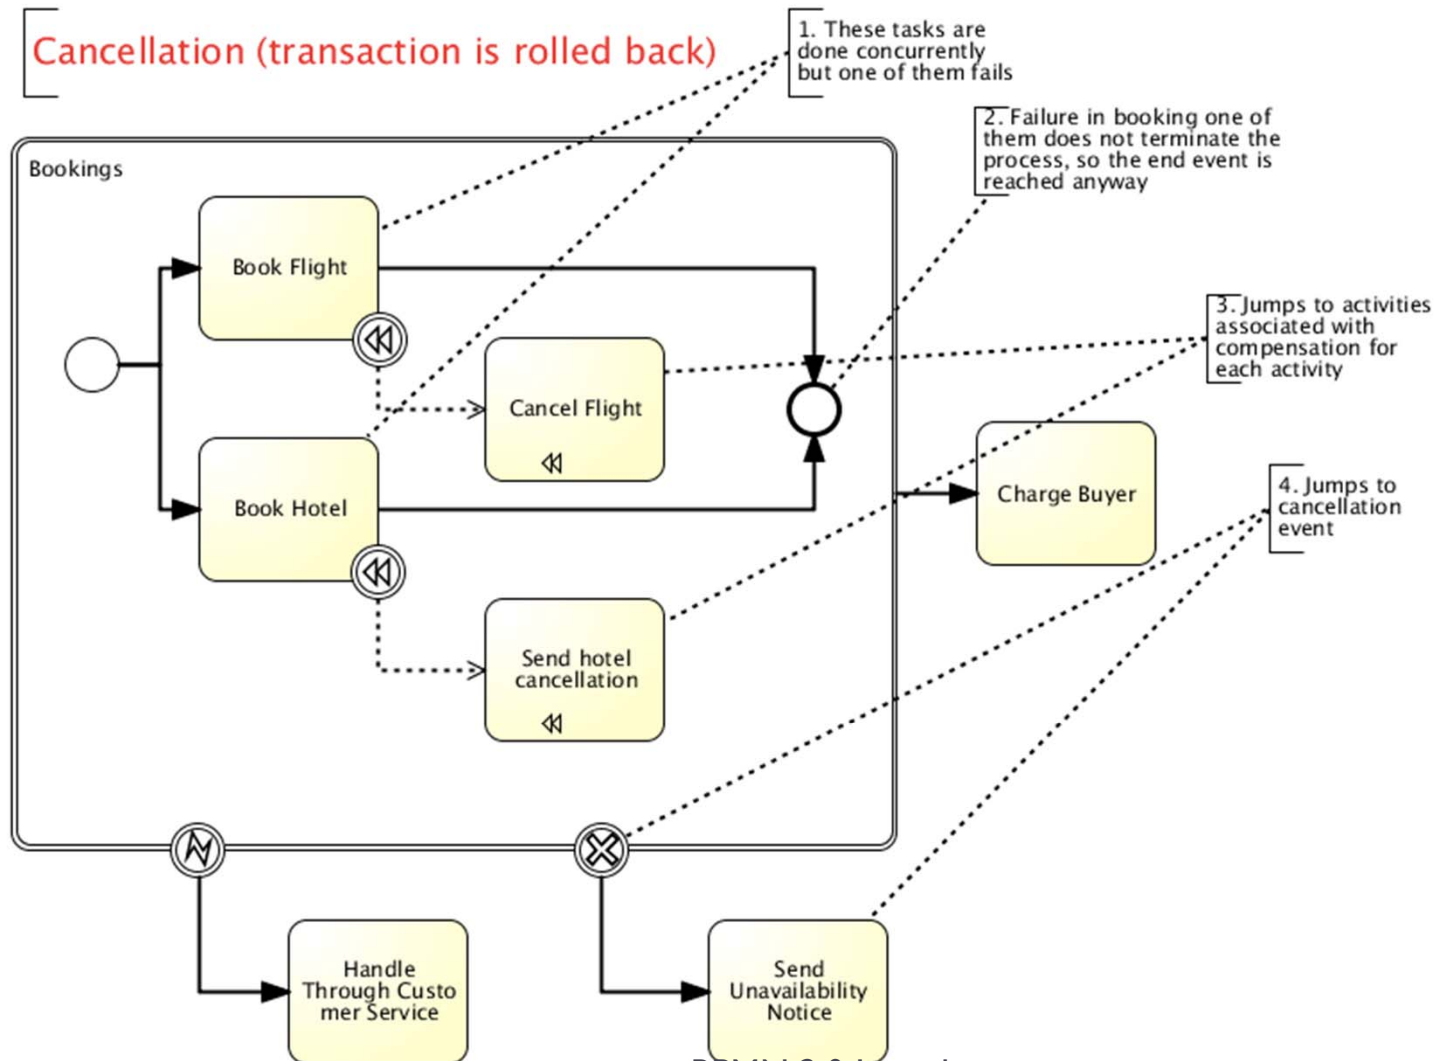 Cancellation (transaction is rolled back)
1. These tasks are
done concurrently
but one of them fails
2. Failure in booking one of
them does not terminate the
process, so the end event is
reached anyway
Bookings
Book Flight
3. Jumps to activities
associated with
compensation for
each activity
Cancel Flight
Book Hotel
Charge Buyer
4. Jumps to
cancellation
event
Send hotel
cancellation
Handle
Through Custo
mer Service
Send
Unavailability
Notice